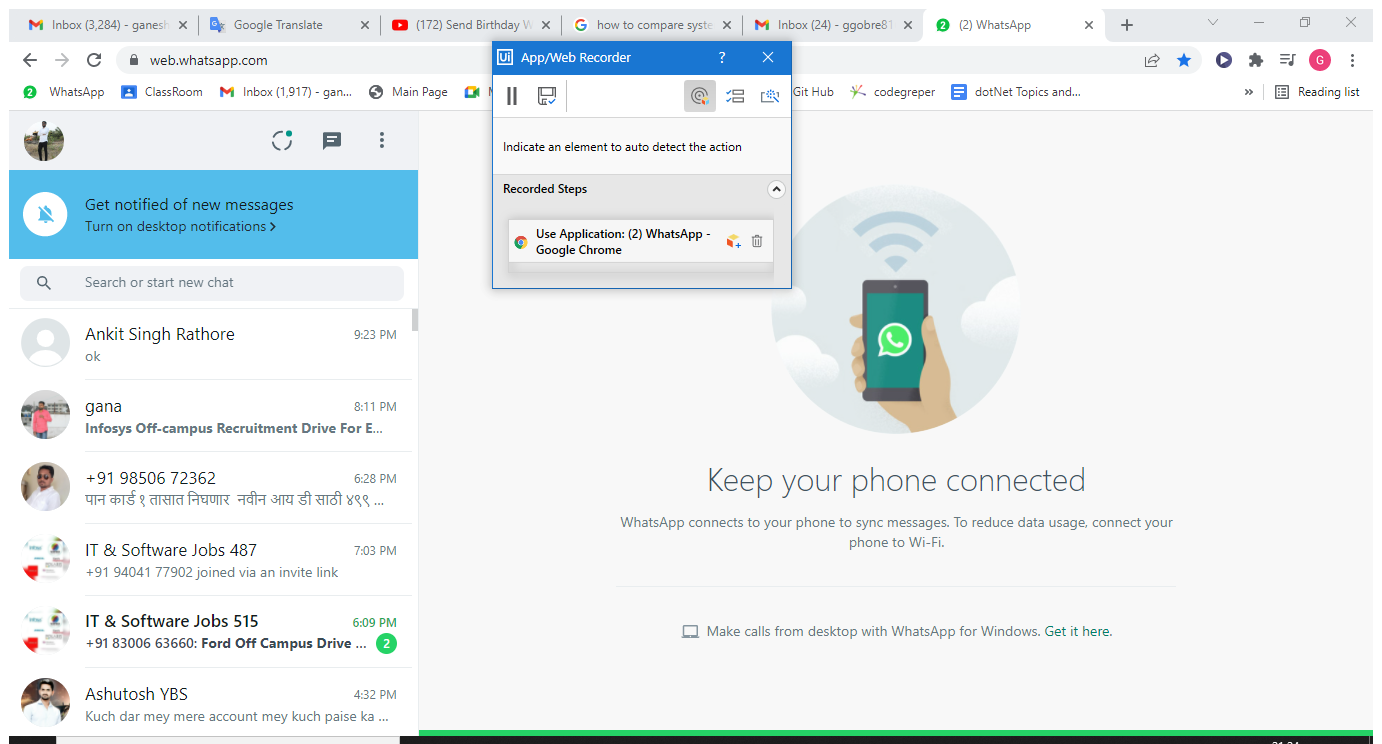 Inbox (3,284) - ganesh
Google Translate
(172) Send Birthday W
how to compare syste
Inbox (24) - ggobre81
2
(2) WhatsApp
web.whatsapp.com
G
2
WhatsApp
ClassRoom
Inbox (1,917) - gan...
Main Page
Git Hub
codegreper
dotNet Topics and...
»
Reading list
Ui
App/Web Recorder
?
Indicate an element to auto detect the action
Recorded Steps
Use Application: (2) WhatsApp -
Google Chrome
Get notified of new messages
Turn on desktop notifications >
Search or start new chat
Ankit Singh Rathore
9:23 PM
ok
gana
8:11 PM
Infosys Off-campus Recruitment Drive For E...
+91 98506 72362
6:28 PM
पान कार्ड १ तासात निघणार नवीन आय डी साठी ४९९ ...
IT & Software Jobs 487
7:03 PM
+91 94041 77902 joined via an invite link
IT & Software Jobs 515
6:09 PM
+91 83006 63660: Ford Off Campus Drive ...
2
Ashutosh YBS
4:32 PM
Kuch dar mey mere account mey kuch paise ka ...
Keep your phone connected
WhatsApp connects to your phone to sync messages. To reduce data usage, connect your
phone to Wi-Fi.
Make calls from desktop with WhatsApp for Windows. Get it here.